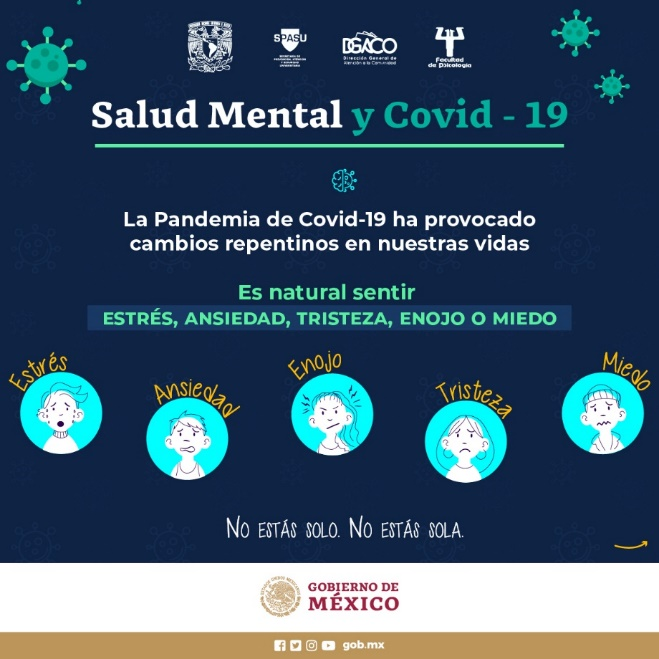 SPASU
DGACO
Dirección General de
Atención a la Comunidad
Facultad
de Psicología
Salud Mental y Covid - 19
La Pandemia de Covid-19 ha provocado
cambios repentinos en nuestras vidas
Es natural sentir
ESTRÉS, ANSIEDAD, TRISTEZA, ENOJO O MIEDO
Estrés
Ansiedad
Enojo
Tristeza
Miedo
No estás solo. No estás sola.
GOBIERNO DE
MÉXICO
gob.mx